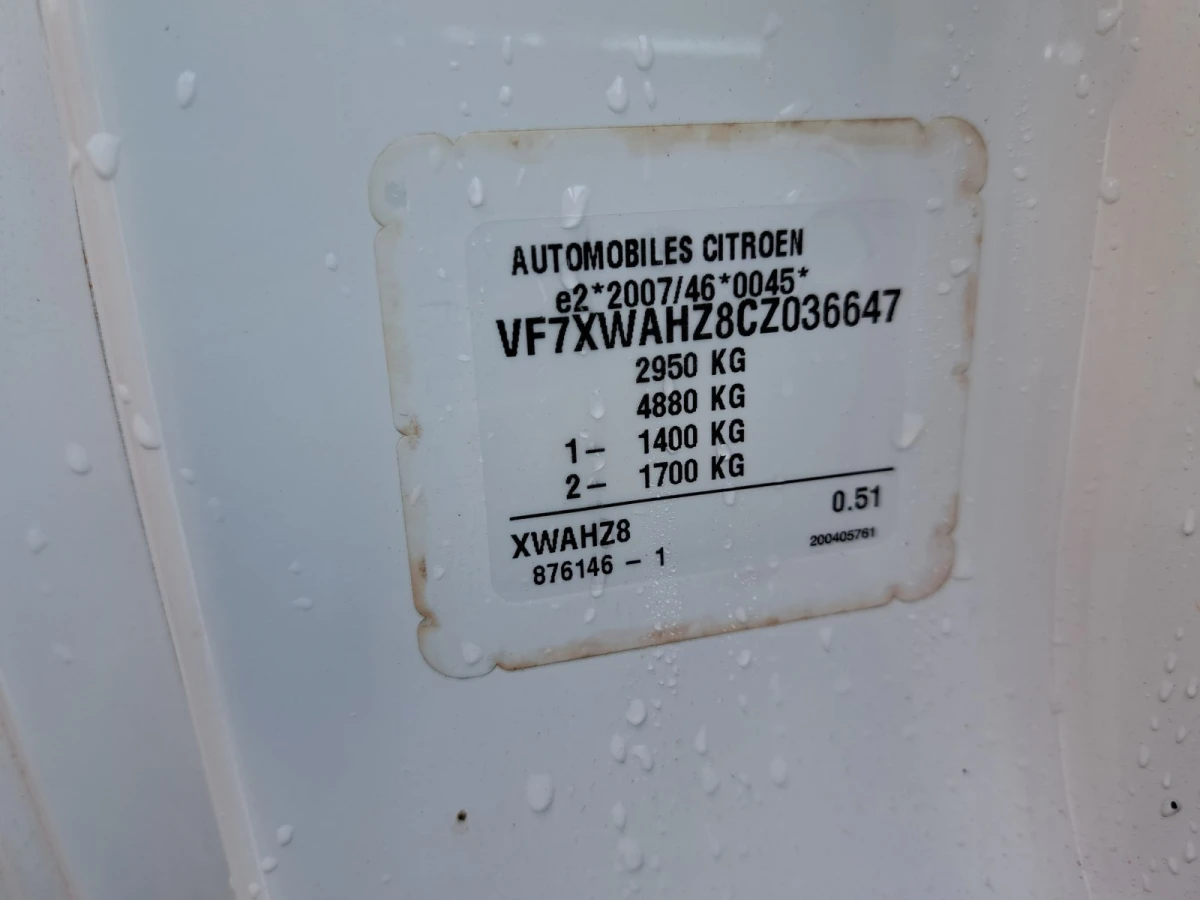 AUTOMOBILES CITROEN
e2*2007/46*0045*
VF7XWAHZ8CZ036647
2950 KG
4880 KG
1- 1400 KG
2- 1700 KG
XWAHZ8 0.51
876146 - 1 200405761